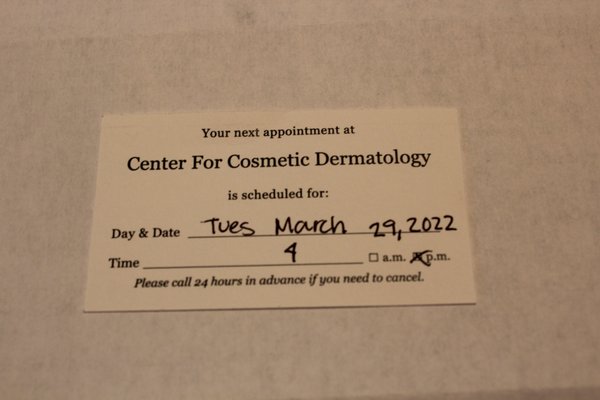 Your next appointment at
Center For Cosmetic Dermatology
is scheduled for:
Day & Date Tues March 29, 2022
Time 4 ☐ a.m. ☒ p.m.
Please call 24 hours in advance if you need to cancel.